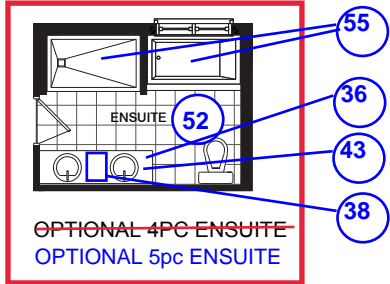 55
36
ENSUITE
52
43
38
OPTIONAL 4PC ENSUITE
OPTIONAL 5pc ENSUITE